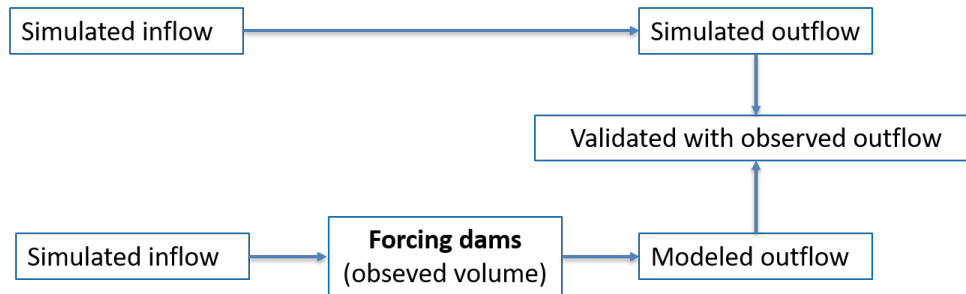 Simulated inflow
Simulated outflow
Validated with observed outflow
Simulated inflow
Forcing dams
(obseved volume)
Modeled outflow